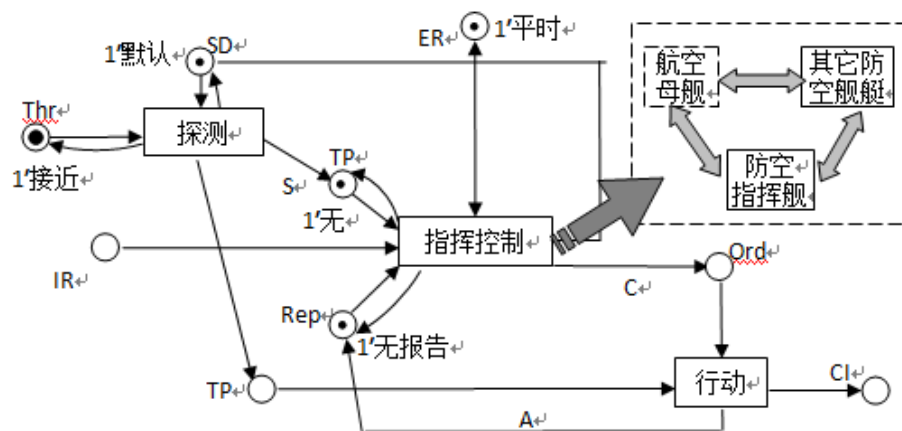 1′默认
SD
ER
1′平时
航空
母舰
其它防
空舰艇
Thr
探测
1′接近
TP
S
1′无
防空
指挥舰
指挥控制
IR
Ord
C
Rep
1′无报告
TP
行动
CI
A